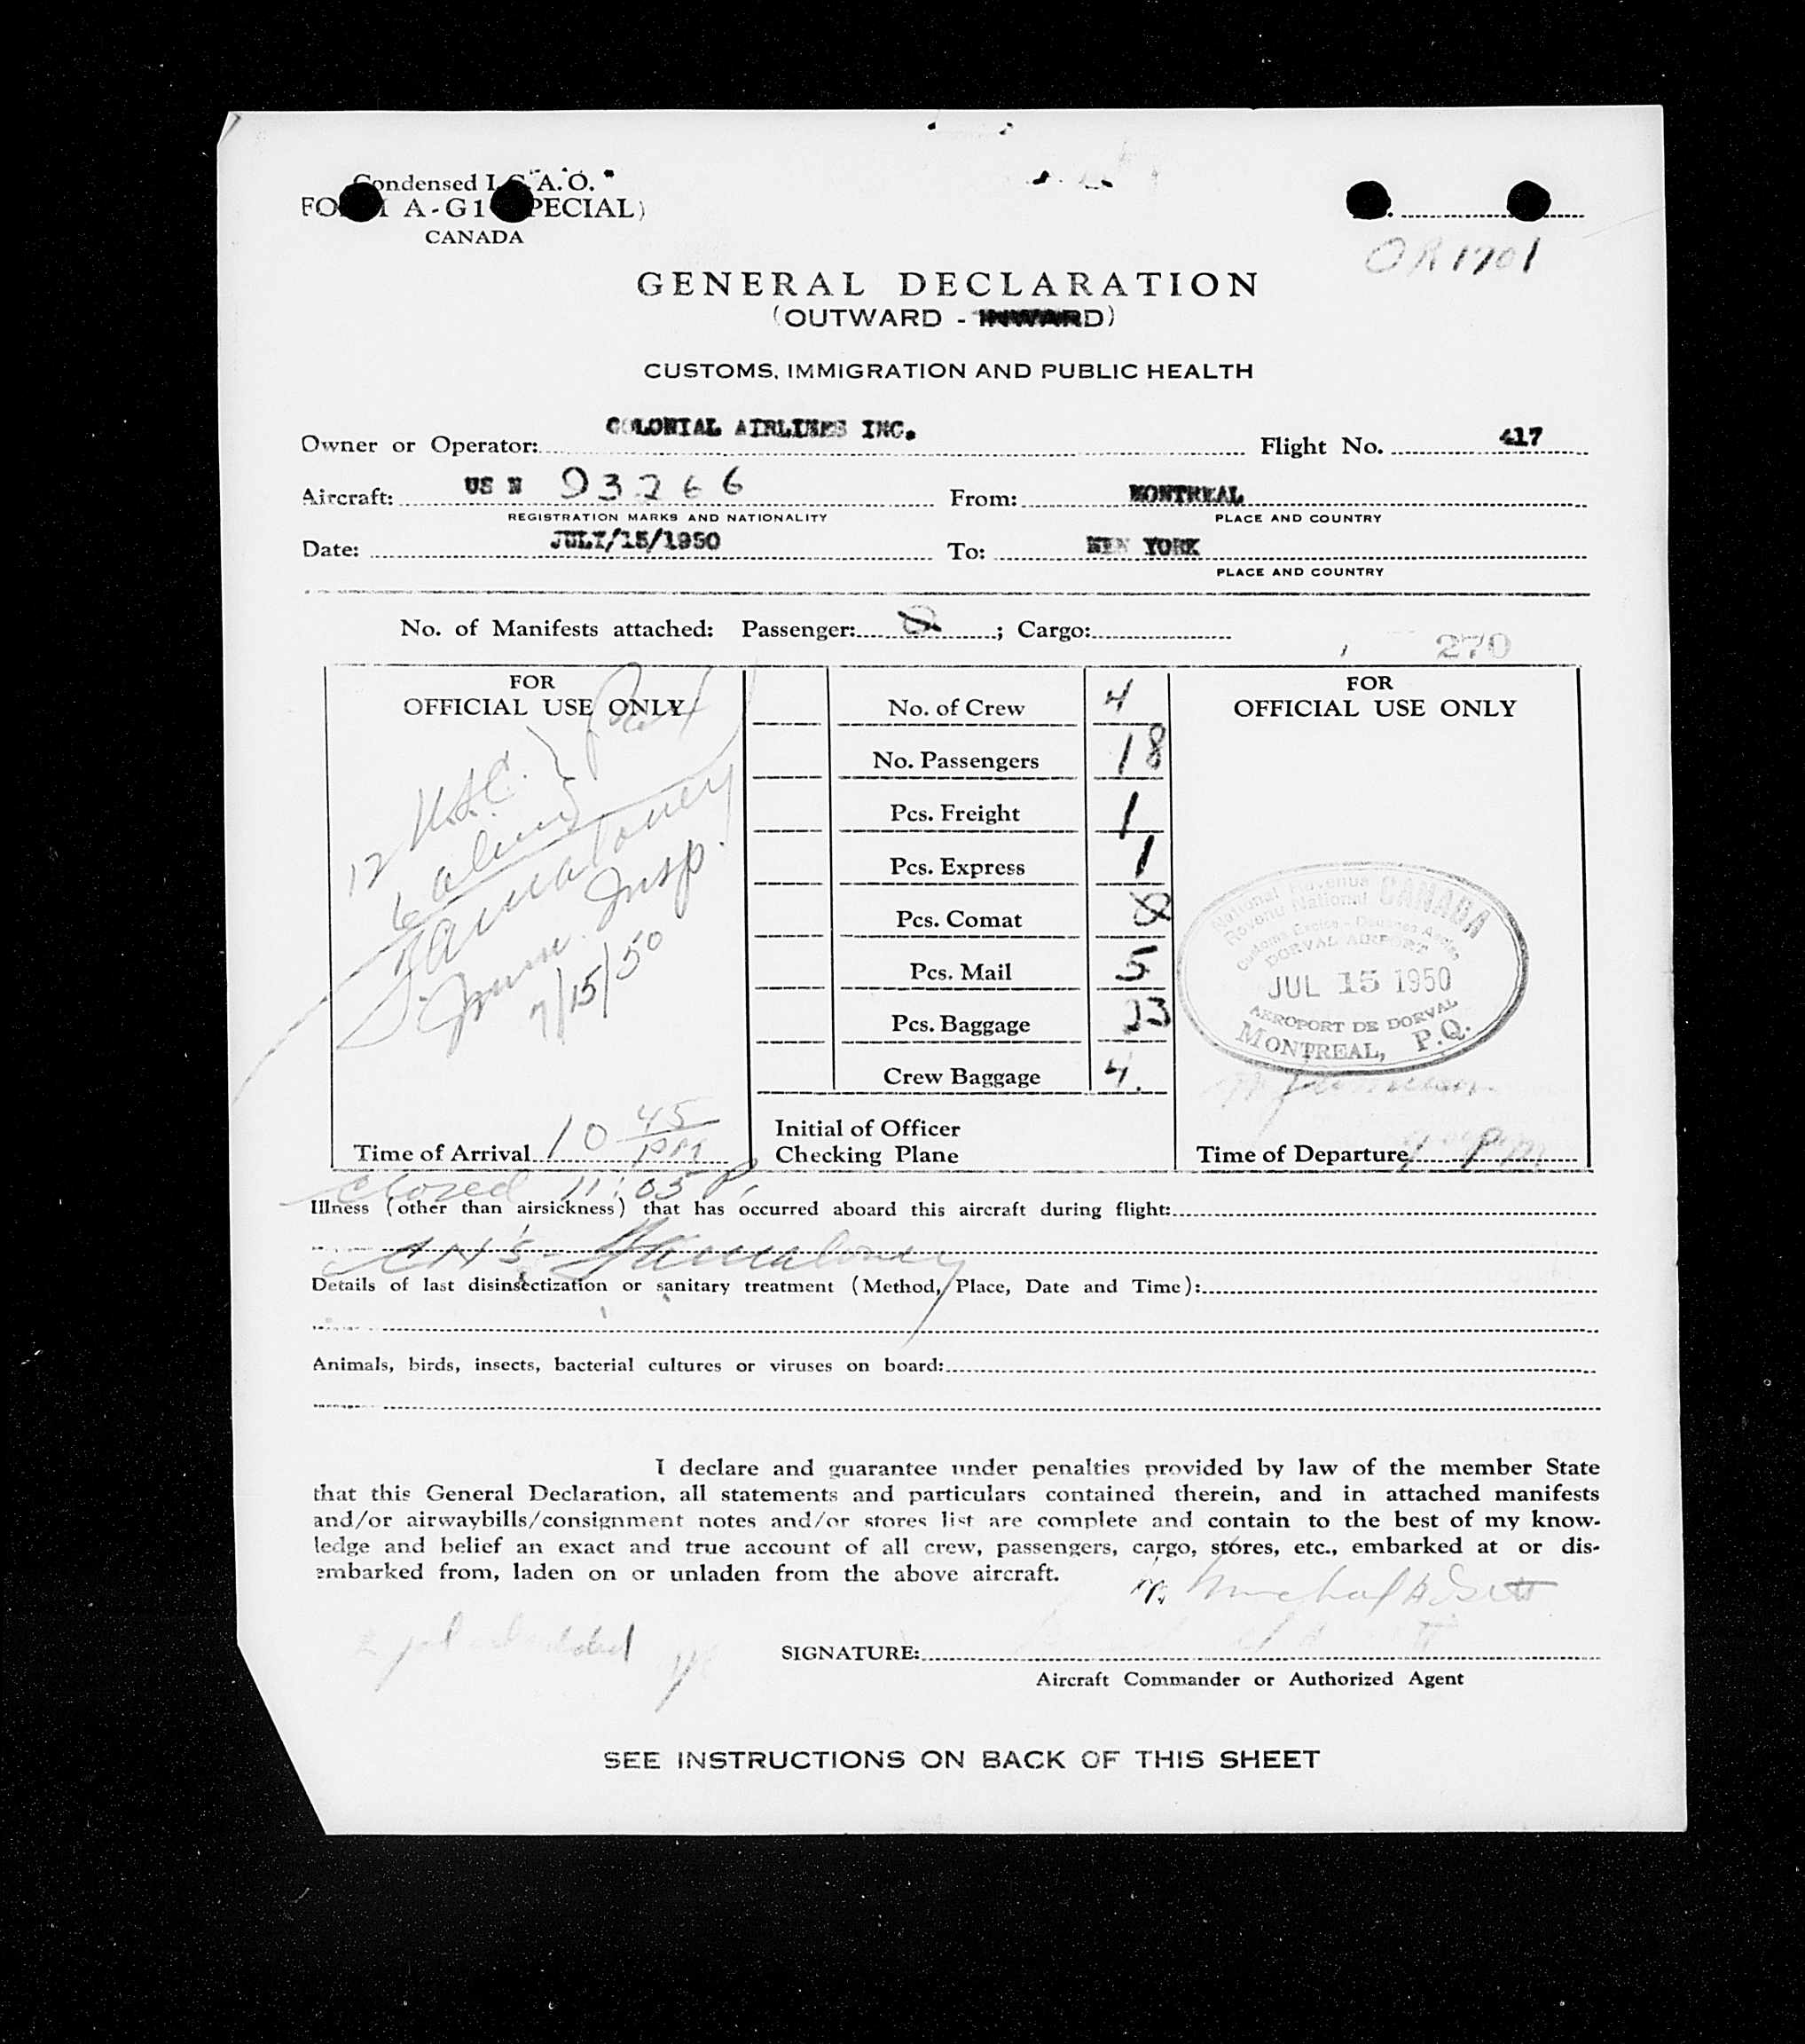 Condensed I.C.A.O.
FORM A-G1 (SPECIAL)
CANADA
OR 1701
GENERAL DECLARATION
(OUTWARD - INWARD)
CUSTOMS, IMMIGRATION AND PUBLIC HEALTH
Owner or Operator: COLONIAL AIRLINES INC. Flight No. 417
Aircraft: US N 93266 From: MONTREAL
REGISTRATION MARKS AND NATIONALITY PLACE AND COUNTRY
Date: JULY/15/1950 To: NEW YORK
PLACE AND COUNTRY
No. of Manifests attached: Passenger: ; Cargo:
270
FOR
OFFICIAL USE ONLY
12 U.S.C.
6 aliens
Imm. Insp.
7/15/50
Time of Arrival 10 45 PM
No. of Crew 4
No. Passengers 18
Pcs. Freight 1
Pcs. Express 1
Pcs. Comat
Pcs. Mail 5
Pcs. Baggage 23
Crew Baggage 4.
Initial of Officer
Checking Plane
FOR
OFFICIAL USE ONLY
National Revenue CANADA
Revenu National
Customs Excise - Douanes Accise
DORVAL AIRPORT
JUL 15 1950
AEROPORT DE DORVAL
MONTREAL, P.Q.
Time of Departure PM
Closed 11:05 P.
Illness (other than airsickness) that has occurred aboard this aircraft during flight:
Details of last disinsectization or sanitary treatment (Method, Place, Date and Time):
Animals, birds, insects, bacterial cultures or viruses on board:
I declare and guarantee under penalties provided by law of the member State
that this General Declaration, all statements and particulars contained therein, and in attached manifests
and/or airwaybills/consignment notes and/or stores list are complete and contain to the best of my know-
ledge and belief an exact and true account of all crew, passengers, cargo, stores, etc., embarked at or dis-
embarked from, laden on or unladen from the above aircraft.
SIGNATURE:
Aircraft Commander or Authorized Agent
SEE INSTRUCTIONS ON BACK OF THIS SHEET